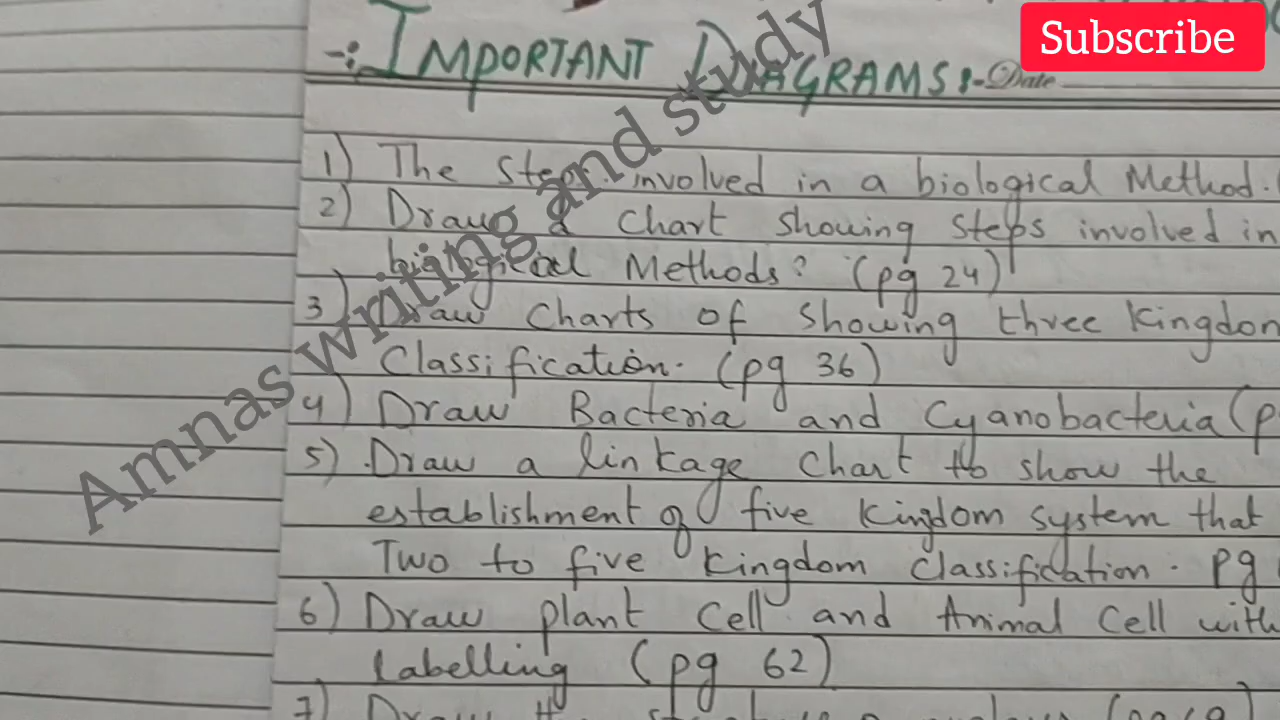 Subscribe
-: IMPORTANT DIAGRAMS:- Date
1) The steps involved in a biological Method.
2) Draw a Chart showing steps involved in
biological Methods? (pg 24)
3) Draw Charts of showing three Kingdom
Classification. (pg 36)
4) Draw Bacteria and Cyanobacteria (p
5) Draw a linkage chart to show the
establishment of five Kingdom system that
Two to five Kingdom classification. pg
6) Draw plant Cell and Animal Cell with
labelling (pg 62)
7) Draw the
Amnas writing and study